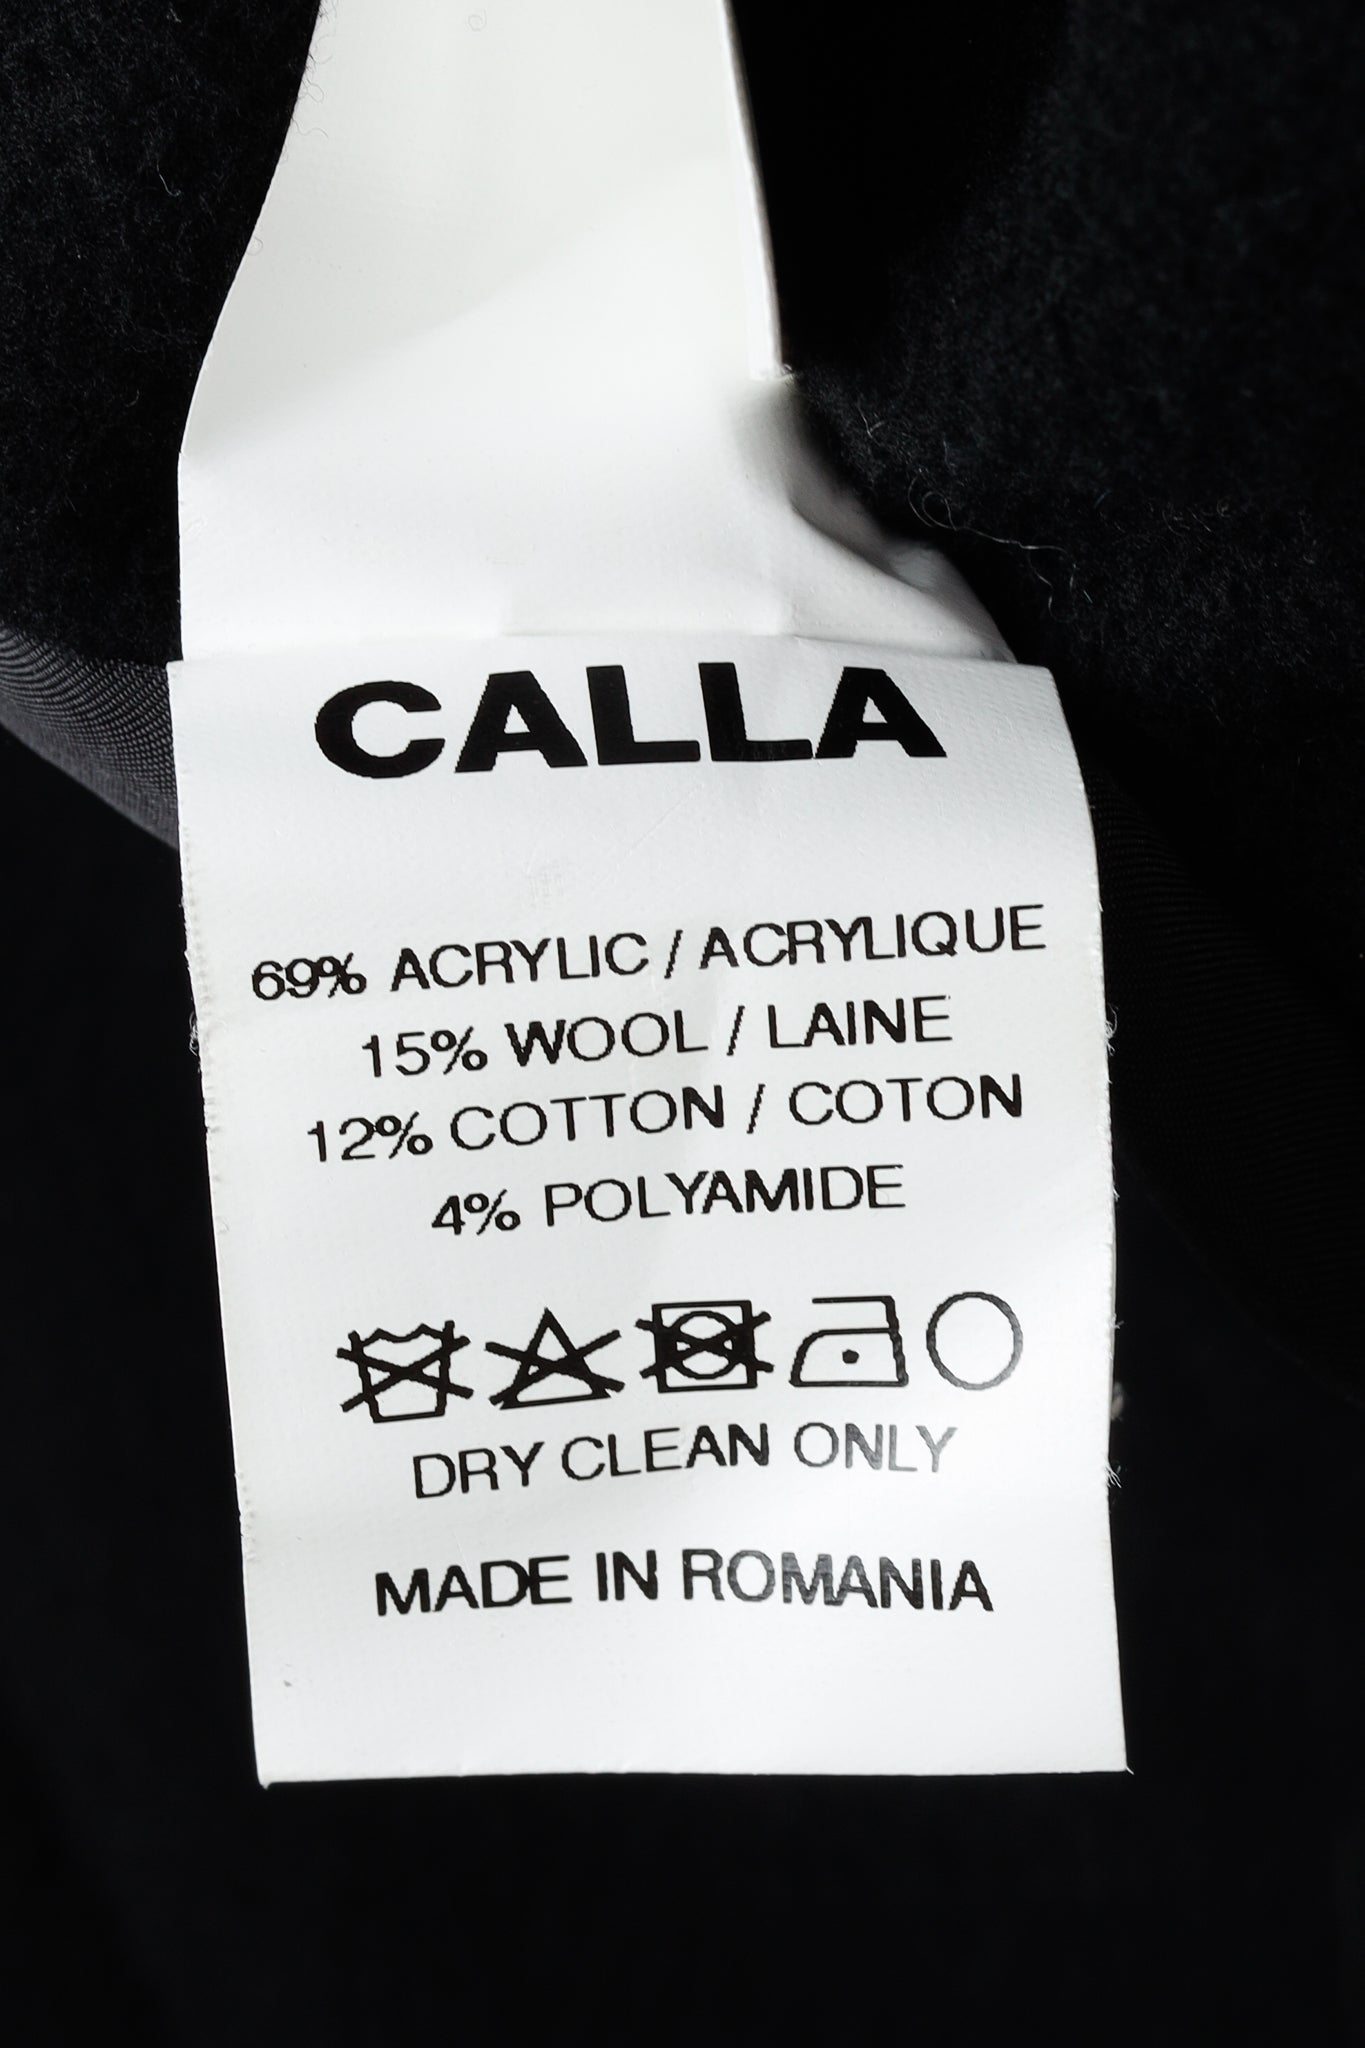 CALLA
69% ACRYLIC / ACRYLIQUE
15% WOOL / LAINE
12% COTTON / COTON
4% POLYAMIDE
DRY CLEAN ONLY
MADE IN ROMANIA